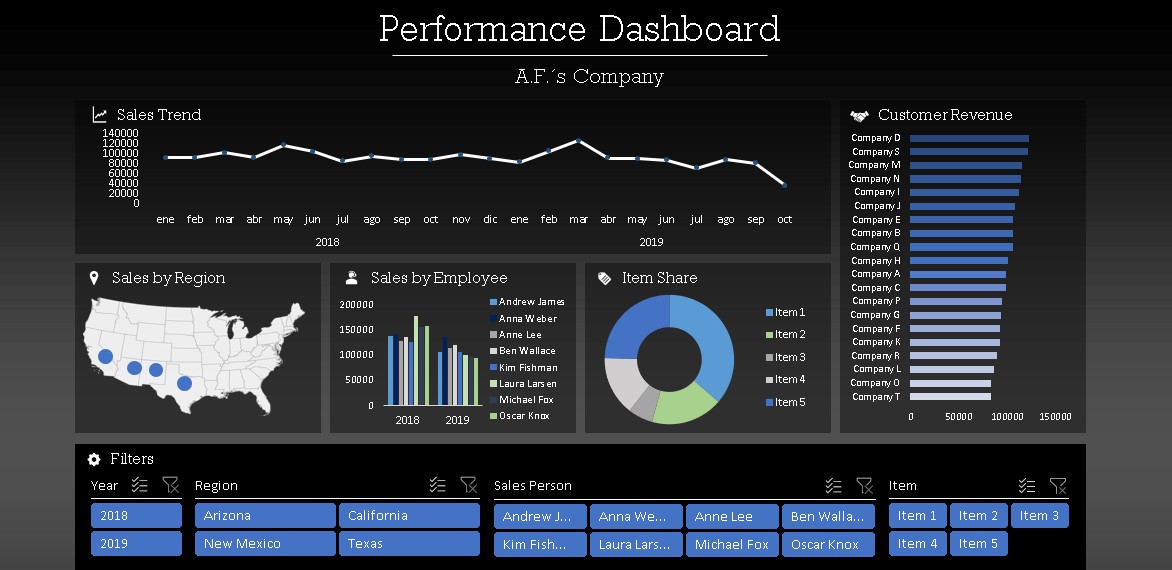 Performance Dashboard
A.F.´s Company
Sales Trend
140000
120000
100000
80000
60000
40000
20000
0
ene feb mar abr may jun jul ago sep oct nov dic ene feb mar abr may jun jul ago sep oct
2018 2019
Customer Revenue
Company D
Company S
Company M
Company N
Company I
Company J
Company E
Company B
Company Q
Company H
Company A
Company C
Company P
Company G
Company F
Company K
Company R
Company L
Company O
Company T
0 50000 100000 150000
Sales by Region
Sales by Employee
200000
150000
100000
50000
0
2018 2019
Andrew James
Anna Weber
Anne Lee
Ben Wallace
Kim Fishman
Laura Larsen
Michael Fox
Oscar Knox
Item Share
Item 1
Item 2
Item 3
Item 4
Item 5
Filters
Year
2018
2019
Region
Arizona California
New Mexico Texas
Sales Person
Andrew J... Anna We... Anne Lee Ben Walla...
Kim Fish... Laura Lars... Michael Fox Oscar Knox
Item
Item 1 Item 2 Item 3
Item 4 Item 5